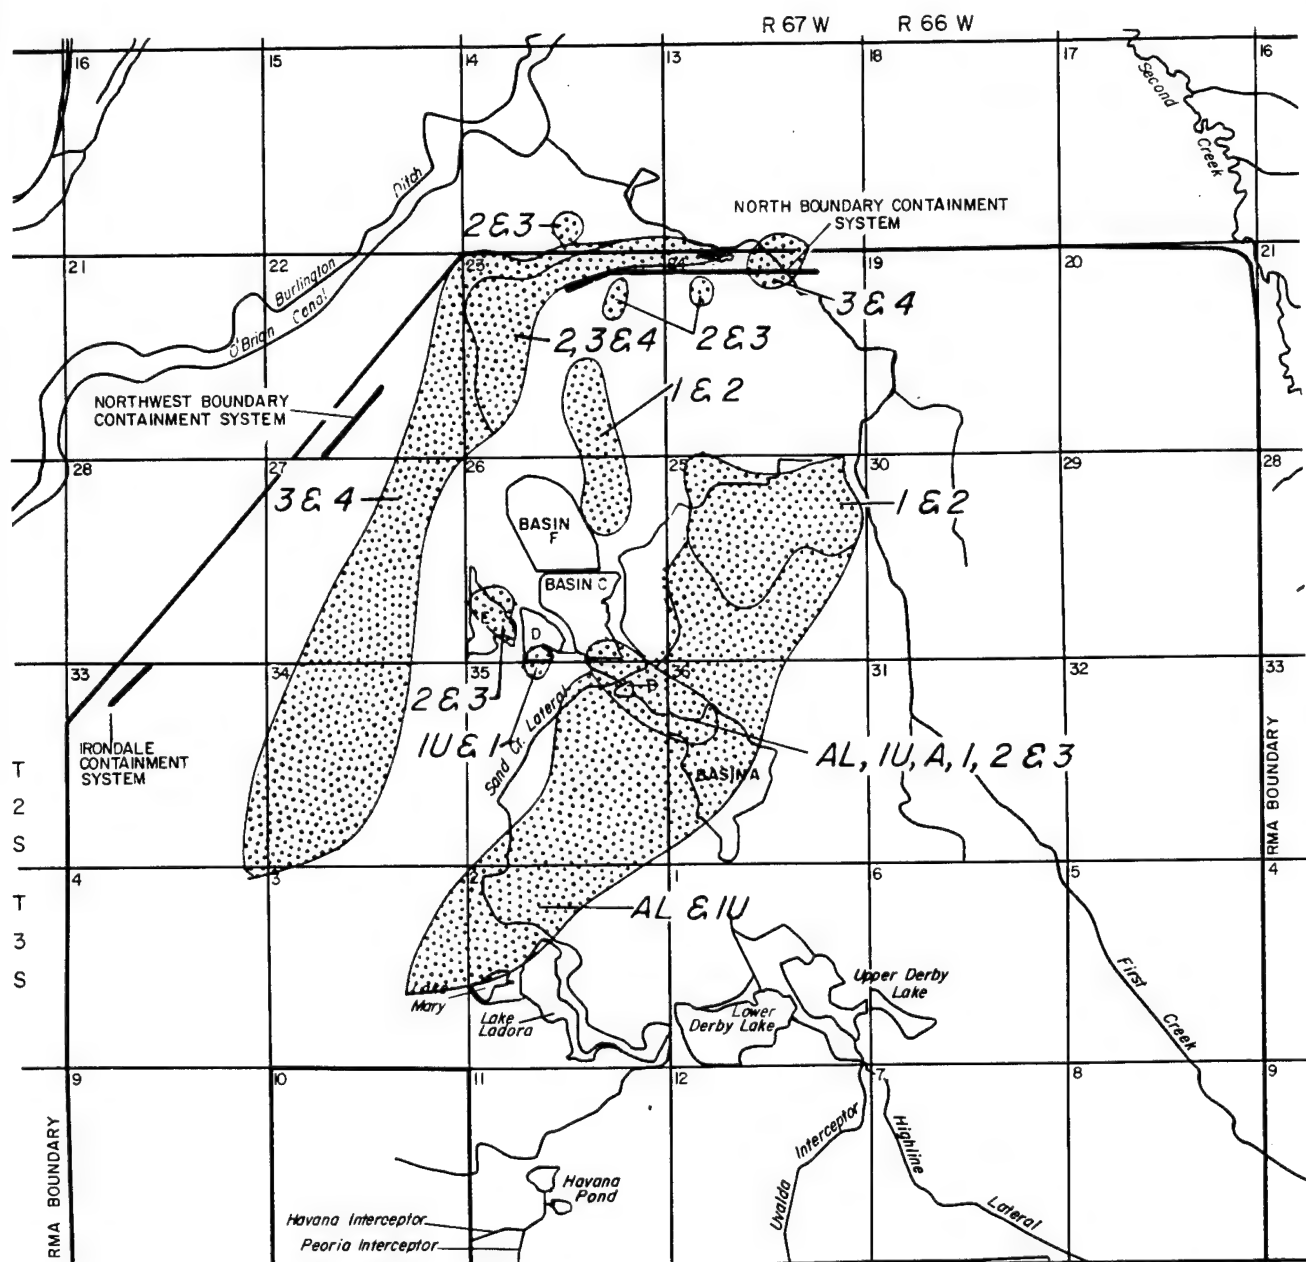 R 67 W R 66 W
16 15 14 13 18 17 16
Second
Creek
Ditch
Burlington
O'Brian Canal
2 & 3
NORTH BOUNDARY CONTAINMENT
SYSTEM
21 22 23 24 19 20 21
3 & 4
2, 3 & 4
2 & 3
1 & 2
NORTHWEST BOUNDARY
CONTAINMENT SYSTEM
28 27 26 25 30 29 28
3 & 4
1 & 2
BASIN
F
BASIN C
E
D
33 34 35 36 31 32 33
B
2 & 3
1U & 1
Sand Cr. Lateral
AL, 1U, A, 1, 2 & 3
BASIN A
IRONDALE
CONTAINMENT
SYSTEM
RMA BOUNDARY
T
2
S
4 3 2 1 6 5 4
T
3
S
AL & 1U
Lake
Mary
Lake
Ladora
Lower
Derby Lake
Upper Derby
Lake
First
Creek
9 10 11 12 7 8 9
RMA BOUNDARY
Uvalda
Interceptor
Highline
Lateral
Havana
Pond
Havana Interceptor
Peoria Interceptor